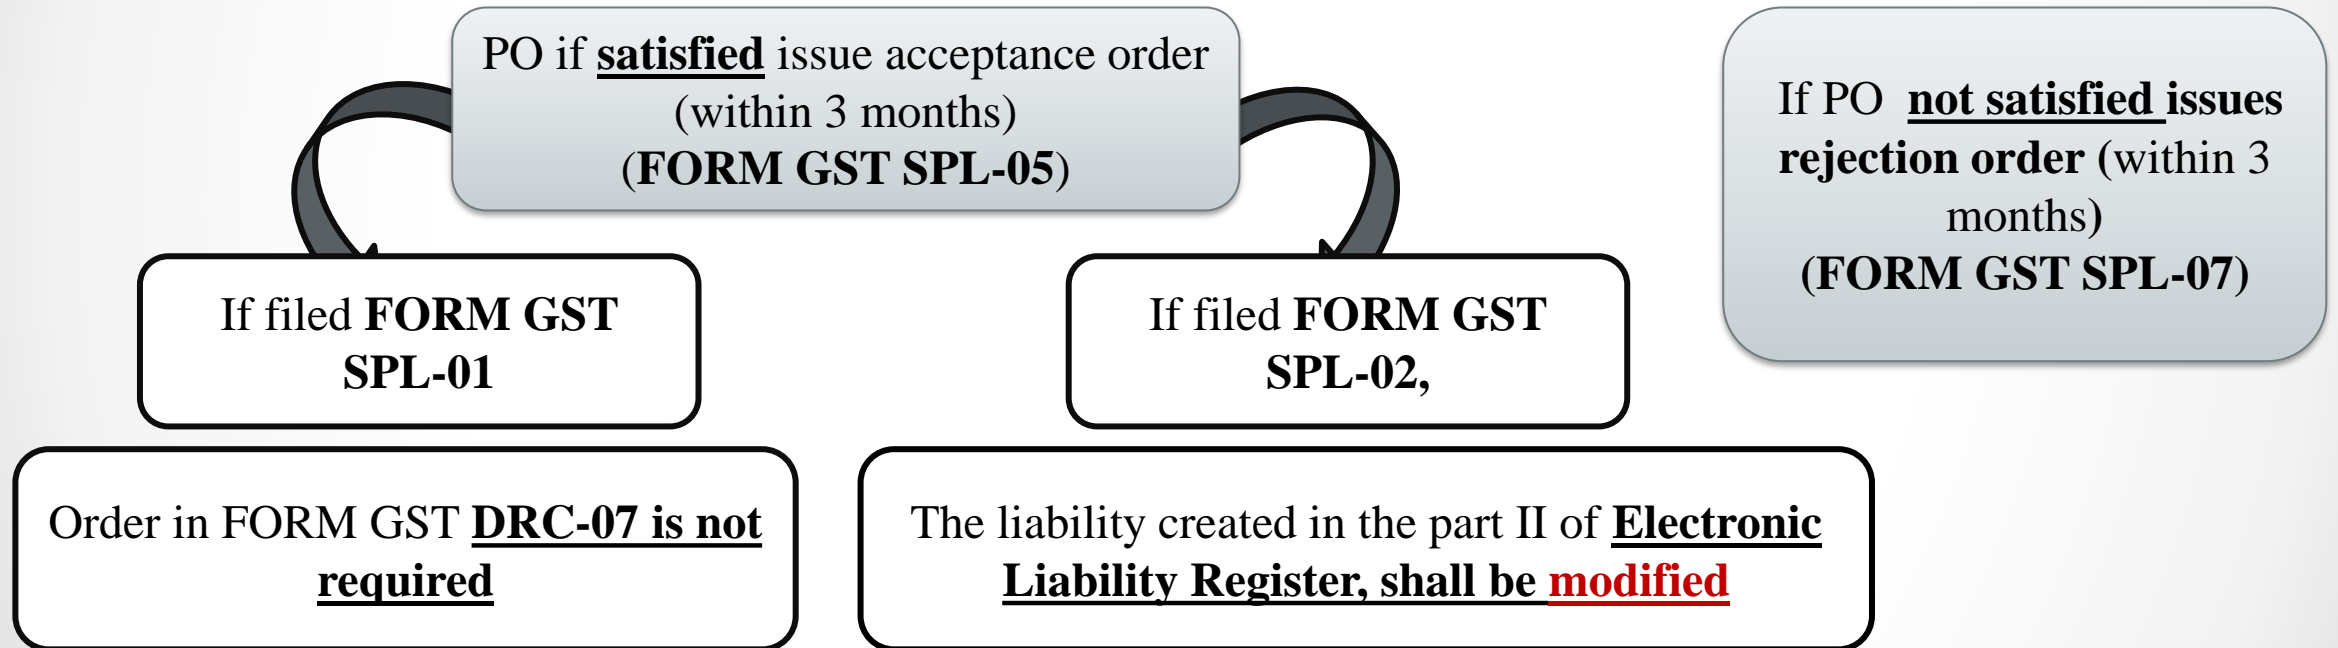 PO if satisfied issue acceptance order
(within 3 months)
(FORM GST SPL-05)
If PO not satisfied issues
rejection order (within 3
months)
(FORM GST SPL-07)
If filed FORM GST
SPL-01
If filed FORM GST
SPL-02,
Order in FORM GST DRC-07 is not
required
The liability created in the part II of Electronic
Liability Register, shall be modified